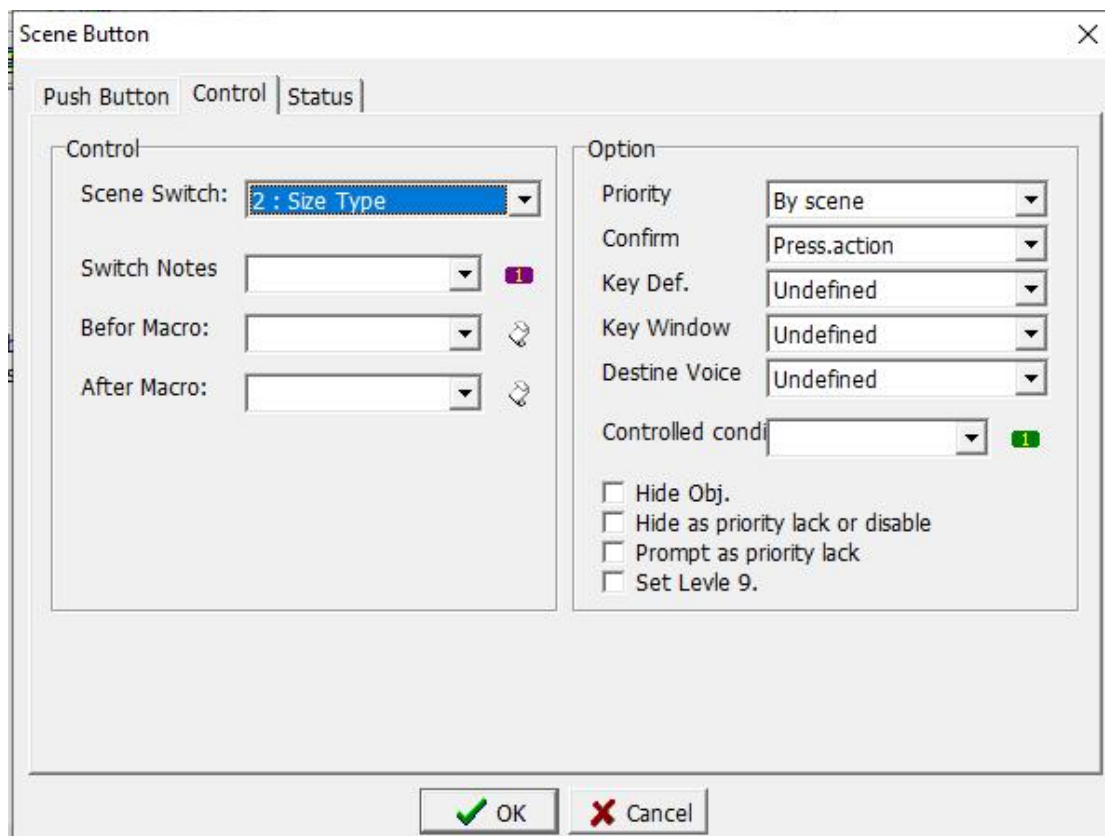 Scene Button
Push Button Control Status
Control
Scene Switch: 2 : Size Type
Switch Notes 1
Befor Macro:
After Macro:
Option
Priority By scene
Confirm Press.action
Key Def. Undefined
Key Window Undefined
Destine Voice Undefined
Controlled condi 1
Hide Obj.
Hide as priority lack or disable
Prompt as priority lack
Set Levle 9.
OK Cancel